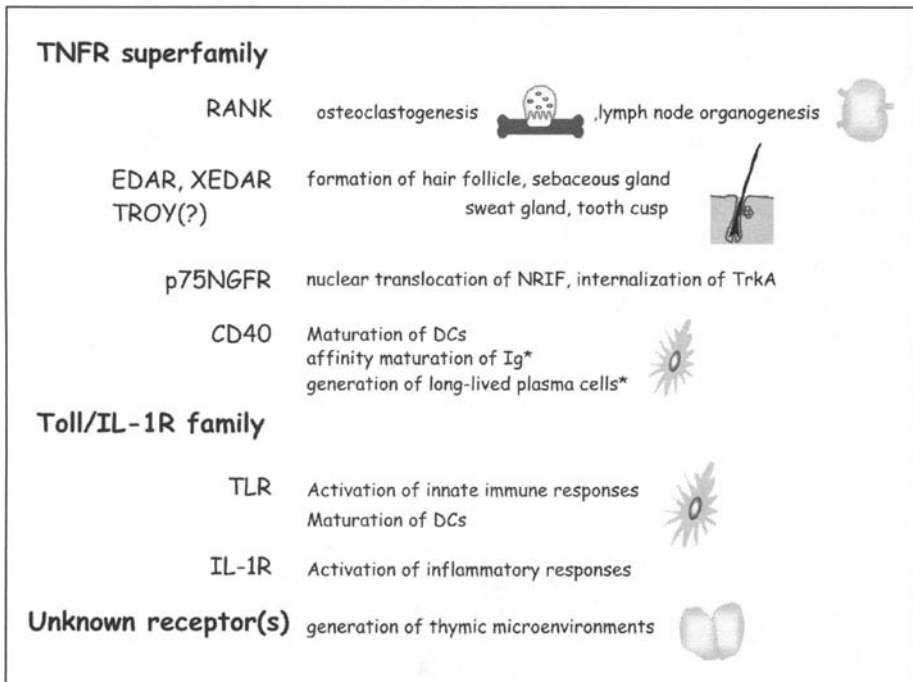 TNFR superfamily
RANK osteoclastogenesis ,lymph node organogenesis
EDAR, XEDAR formation of hair follicle, sebaceous gland
TROY(?) sweat gland, tooth cusp
p75NGFR nuclear translocation of NRIF, internalization of TrkA
CD40 Maturation of DCs
affinity maturation of Ig*
generation of long-lived plasma cells*
Toll/IL-1R family
TLR Activation of innate immune responses
Maturation of DCs
IL-1R Activation of inflammatory responses
Unknown receptor(s) generation of thymic microenvironments